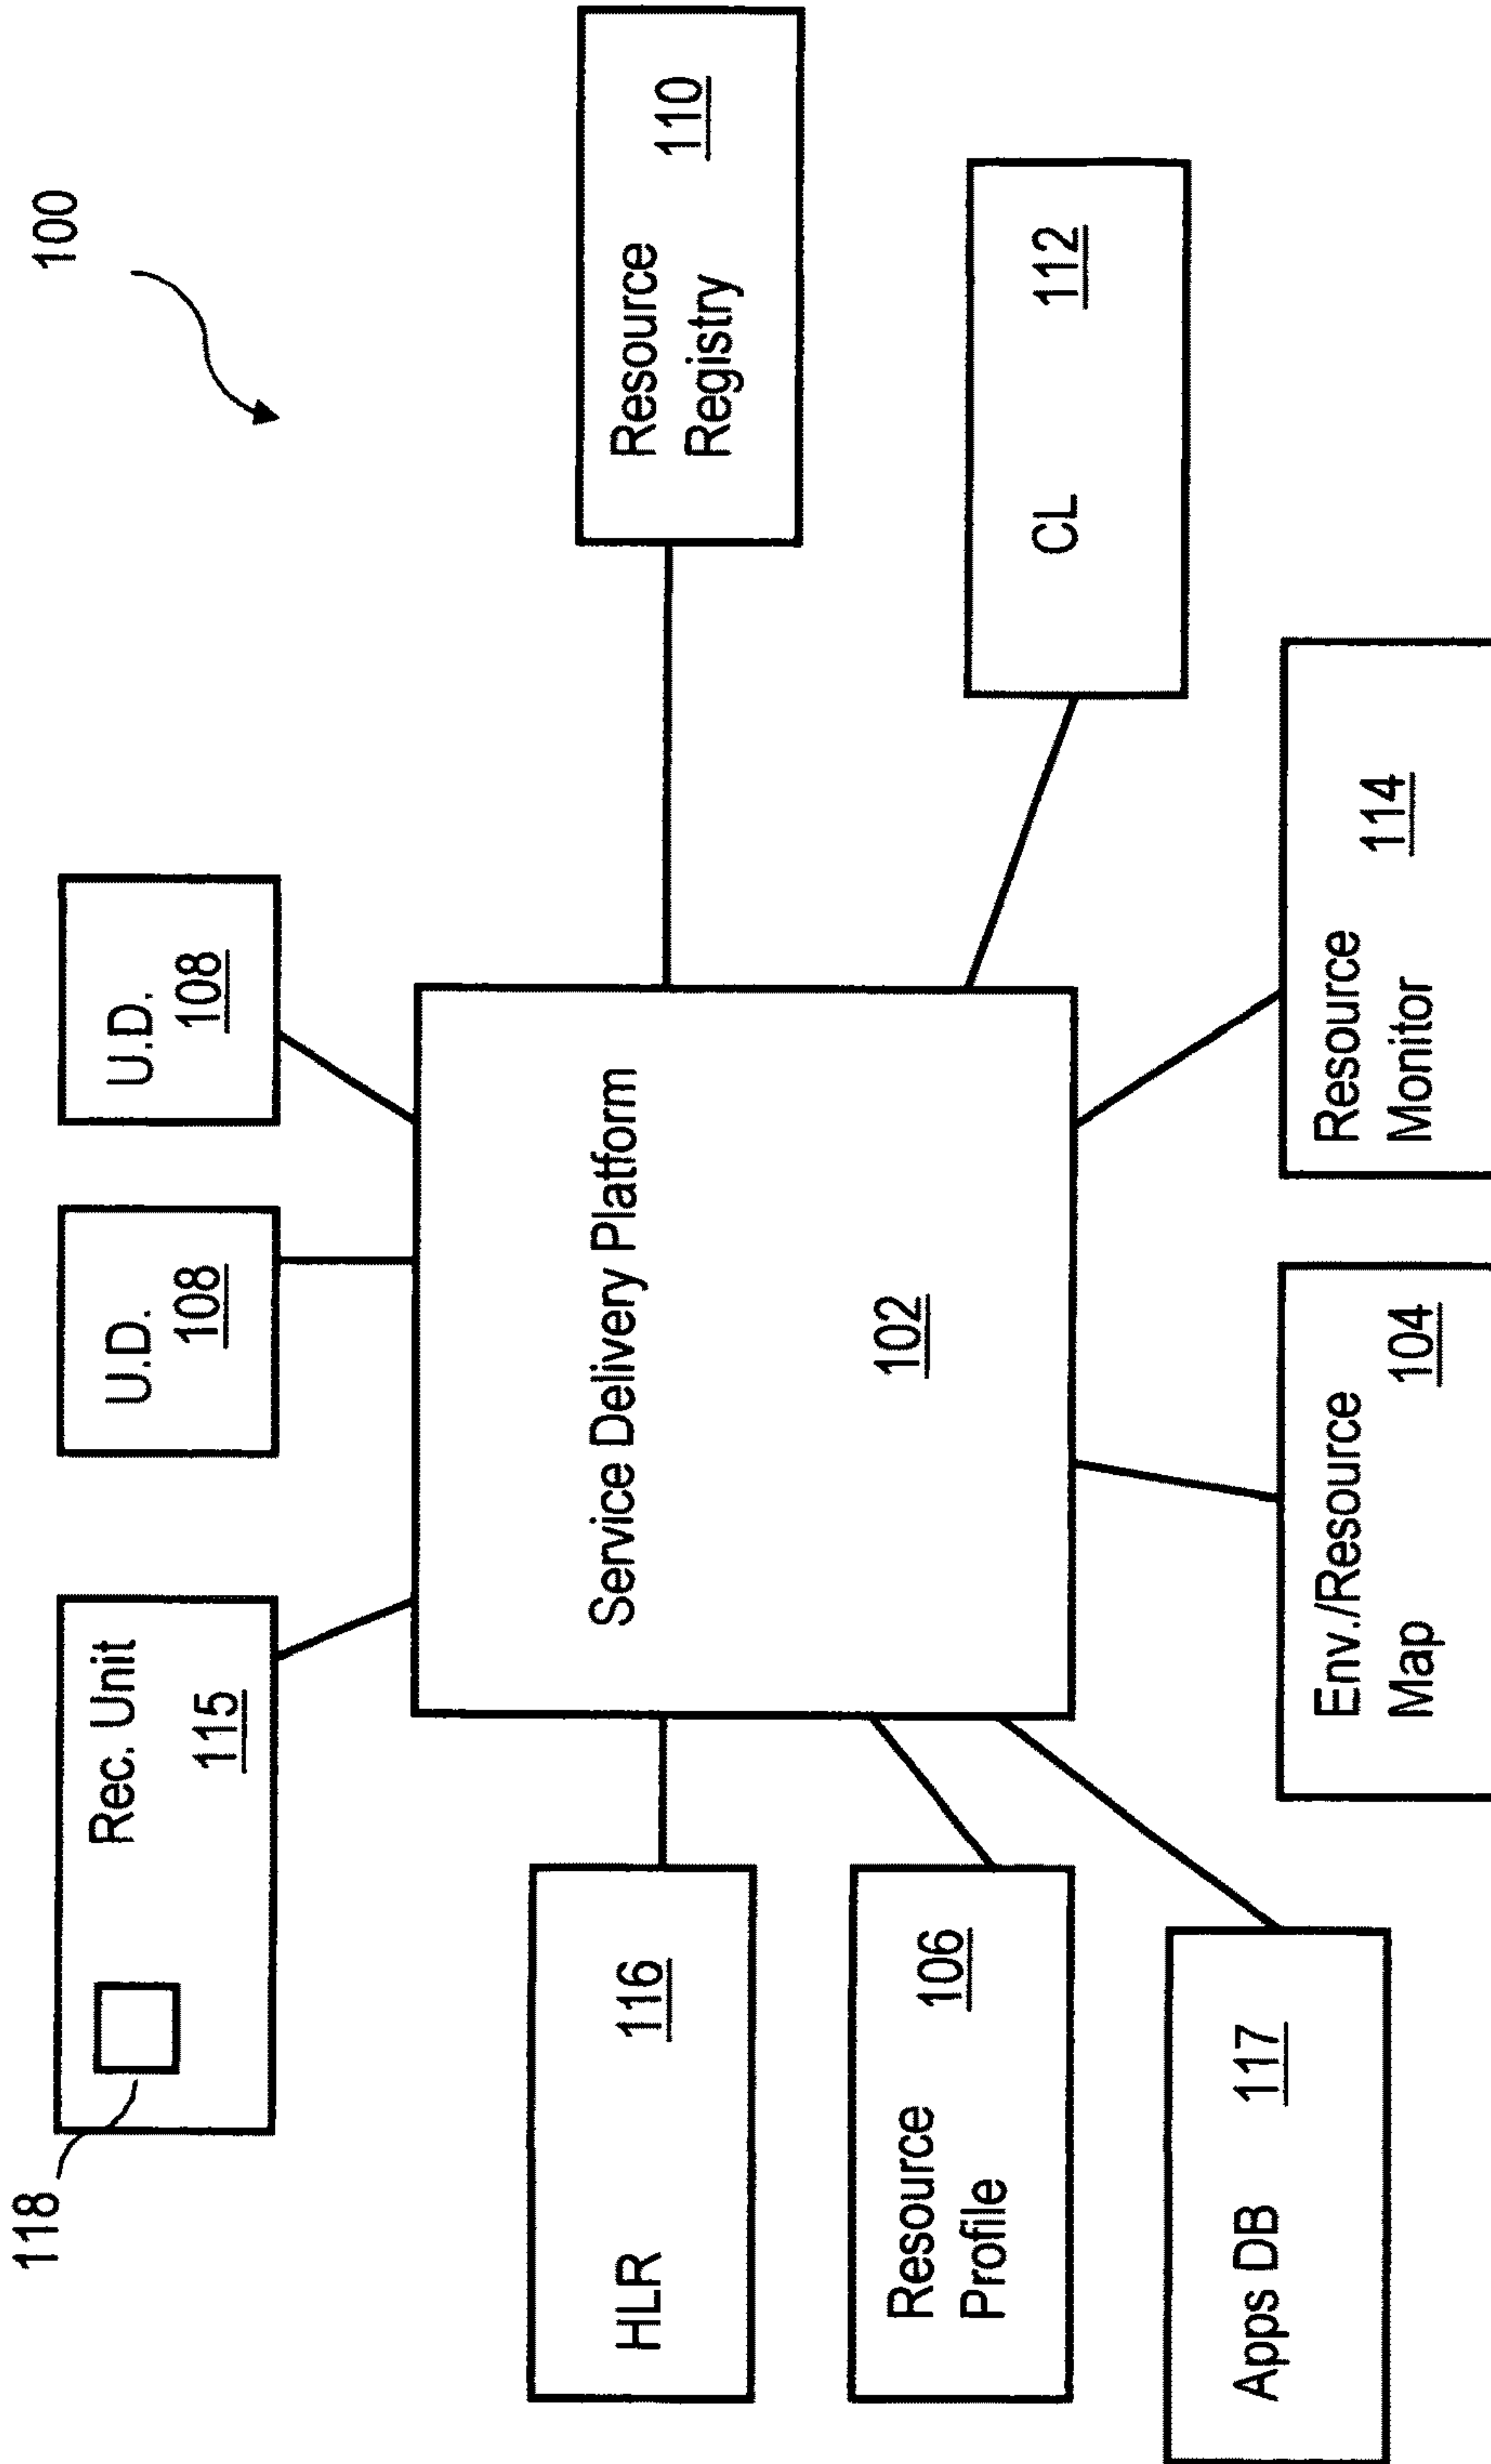 100
118
Rec. Unit
115
U.D.
108
U.D.
108
HLR
116
Service Delivery Platform
102
Resource
Registry
110
Resource
Profile
106
CL
112
Apps DB
117
Env./Resource
Map
104
Resource
Monitor
114